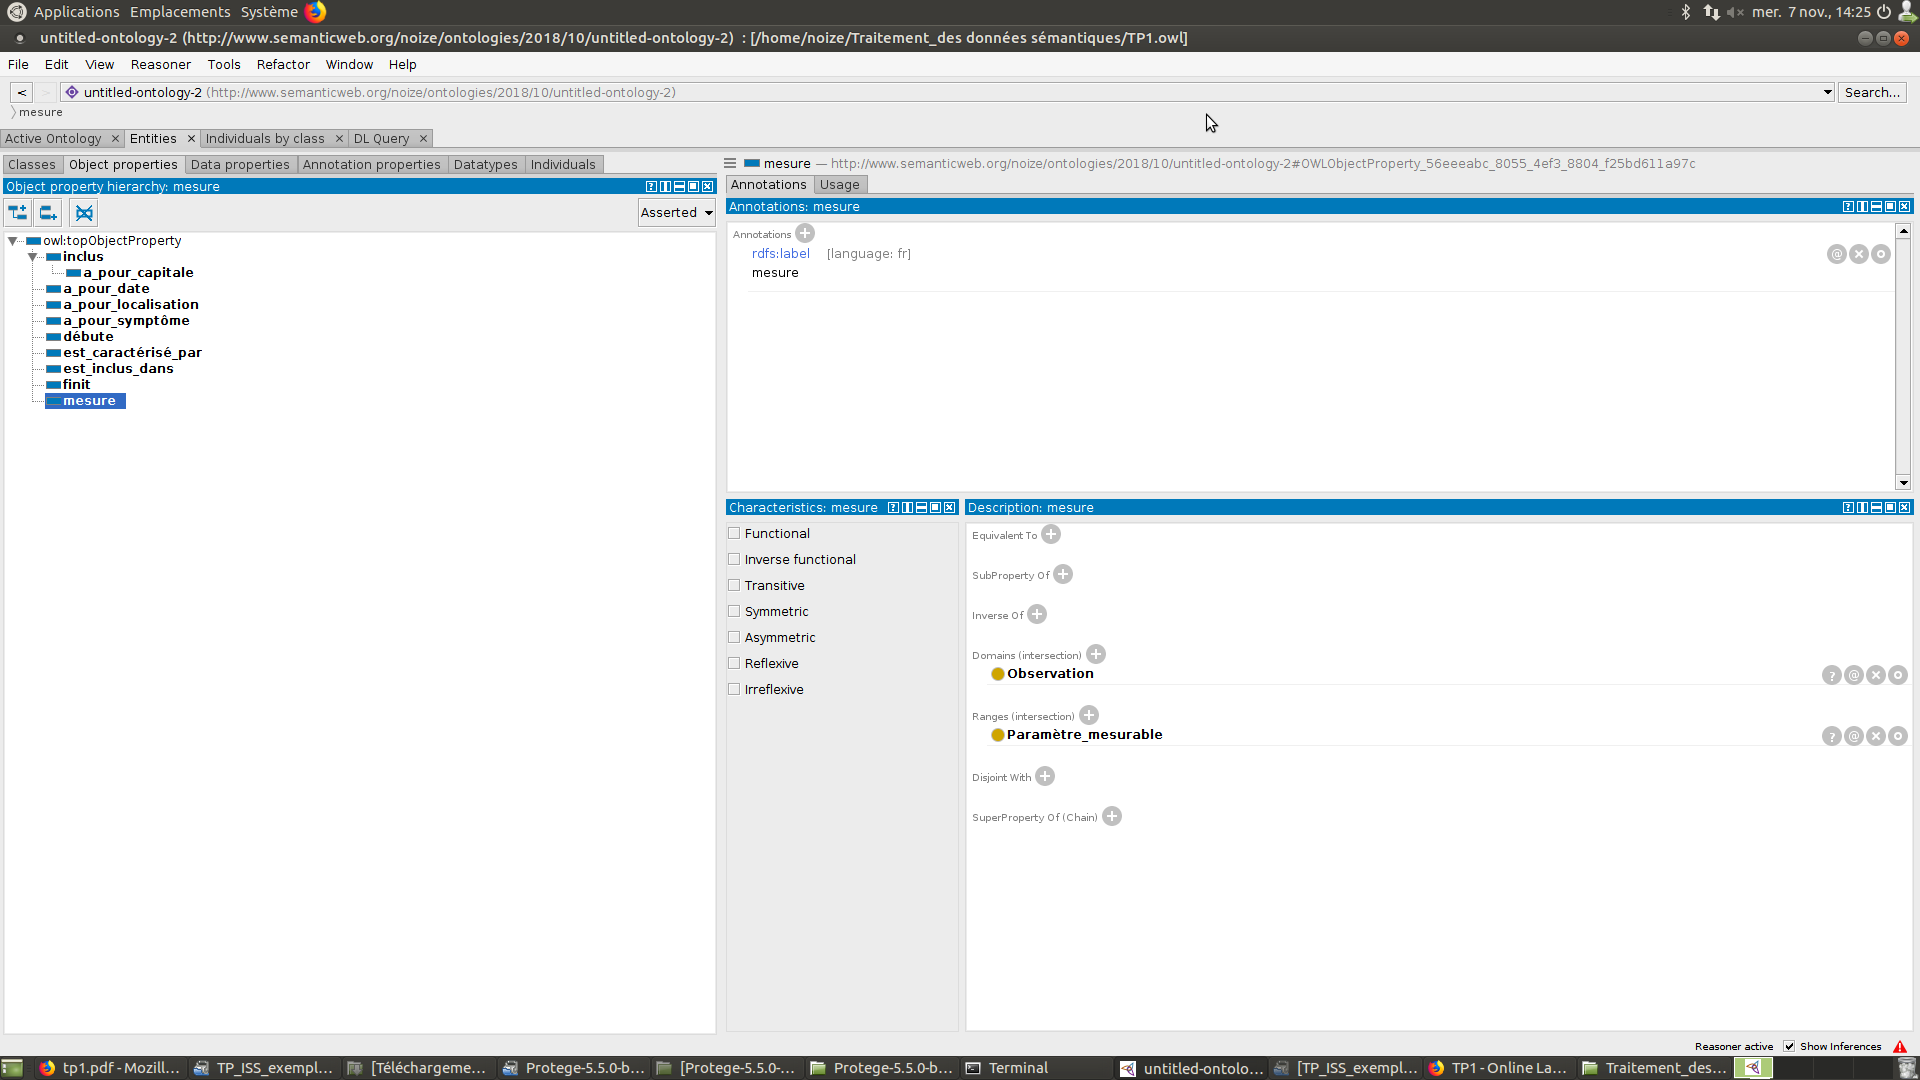 Applications Emplacements Système mer. 7 nov., 14:25
untitled-ontology-2 (http://www.semanticweb.org/noize/ontologies/2018/10/untitled-ontology-2) : [/home/noize/Traitement_des données sémantiques/TP1.owl]
File Edit View Reasoner Tools Refactor Window Help
< > untitled-ontology-2 (http://www.semanticweb.org/noize/ontologies/2018/10/untitled-ontology-2) Search...
mesure
Active Ontology Entities Individuals by class DL Query
Classes Object properties Data properties Annotation properties Datatypes Individuals
Object property hierarchy: mesure
Asserted
owl:topObjectProperty
inclus
a_pour_capitale
a_pour_date
a_pour_localisation
a_pour_symptôme
débute
est_caractérisé_par
est_inclus_dans
finit
mesure
mesure — http://www.semanticweb.org/noize/ontologies/2018/10/untitled-ontology-2#OWLObjectProperty_56eeeabc_8055_4ef3_8804_f25bd611a97c
Annotations Usage
Annotations: mesure
Annotations
rdfs:label [language: fr]
mesure
Characteristics: mesure
Functional
Inverse functional
Transitive
Symmetric
Asymmetric
Reflexive
Irreflexive
Description: mesure
Equivalent To
SubProperty Of
Inverse Of
Domains (intersection)
Observation
Ranges (intersection)
Paramètre_mesurable
Disjoint With
SuperProperty Of (Chain)
Reasoner active Show Inferences
tp1.pdf - Mozill... TP_ISS_exempl... [Téléchargeme... Protege-5.5.0-b... [Protege-5.5.0-... Protege-5.5.0-b... Terminal untitled-ontolo... [TP_ISS_exempl... TP1 - Online La... Traitement_des...